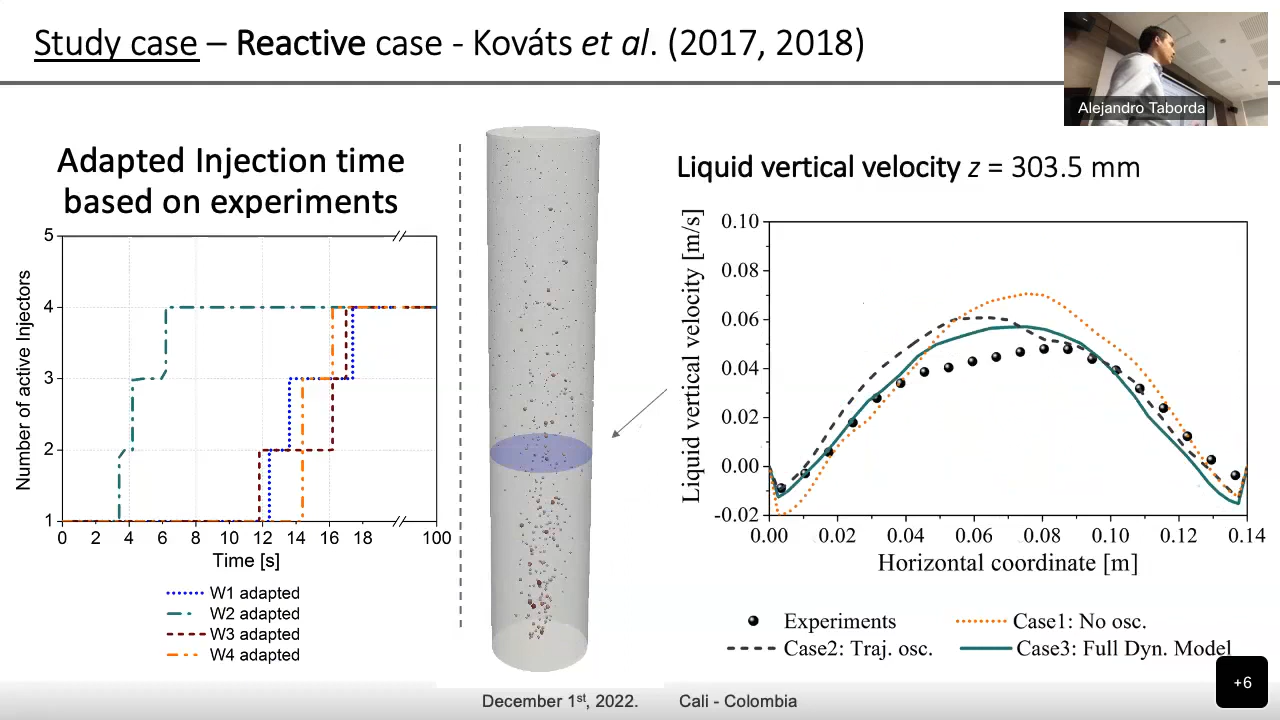 Study case – Reactive case - Kováts et al. (2017, 2018)
Alejandro Taborda
Adapted Injection time
based on experiments
Number of active Injectors
5
4
3
2
1
0 2 4 6 8 10 12 14 16 18 100
Time [s]
W1 adapted
W2 adapted
W3 adapted
W4 adapted
Liquid vertical velocity z = 303.5 mm
Liquid vertical velocity [m/s]
0.10
0.08
0.06
0.04
0.02
0.00
-0.02
0.00 0.02 0.04 0.06 0.08 0.10 0.12 0.14
Horizontal coordinate [m]
Experiments
Case1: No osc.
Case2: Traj. osc.
Case3: Full Dyn. Model
+6
December 1st, 2022. Cali - Colombia